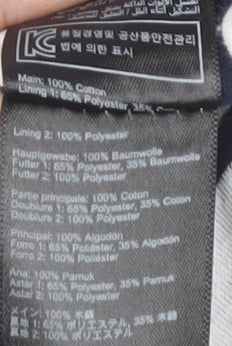 품질경영및 공산품안전관리
법에 의한 표시
Main: 100% Cotton
Lining 1: 65% Polyester, 35%
Lining 2: 100% Polyester
Hauptgewebe: 100% Baumwolle
Futter 1: 65% Polyester, 35% Baumwolle
Futter 2: 100% Polyester
Partie principale: 100% Coton
Doublure 1: 65% Polyester, 35% Coton
Doublure 2: 100% Polyester
Principal: 100% Algodón
Forro 1: 65% Poliéster, 35% Algodón
Forro 2: 100% Poliéster
Ana: 100% Pamuk
Astar 1: 65% Polyester, 35% Pamuk
Astar 2: 100% Polyester
メイン: 100% 木綿
裏地 1: 65% ポリエステル, 35% 木綿
裏地 2: 100% ポリエステル